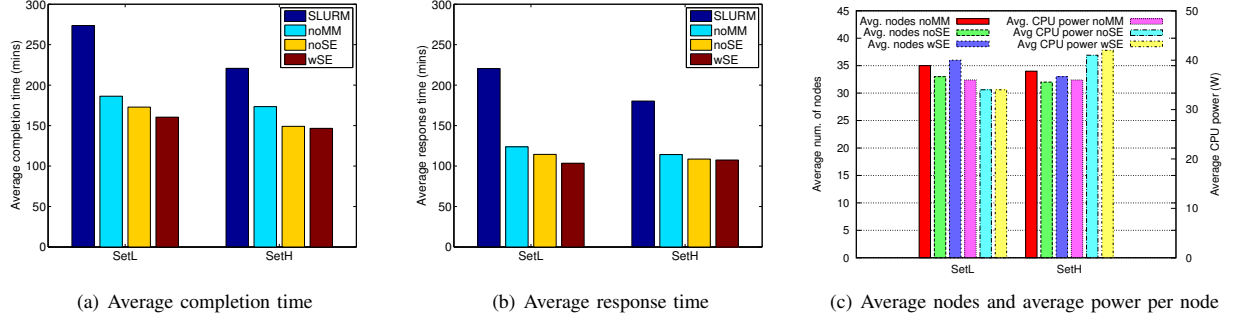 300
250
200
150
100
50
0
Average completion time (mins)
SLURM
noMM
noSE
wSE
SetL SetH
(a) Average completion time
300
250
200
150
100
50
0
Average response time (mins)
SLURM
noMM
noSE
wSE
SetL SetH
(b) Average response time
45
40
35
30
25
20
15
10
5
0
Average num. of nodes
Avg. nodes noMM
Avg. nodes noSE
Avg. nodes wSE
Avg. CPU power noMM
Avg CPU power noSE
Avg CPU power wSE
50
40
30
20
10
0
Average CPU power (W)
SetL SetH
(c) Average nodes and average power per node